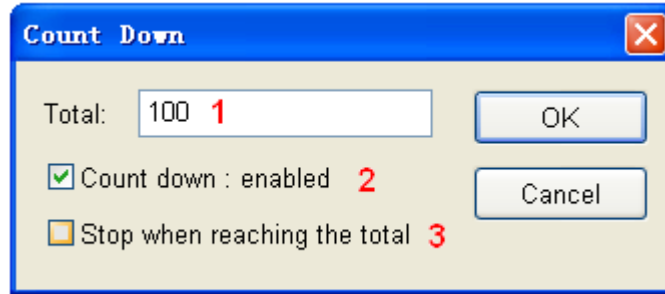 Count Down
Total: 100 1 OK
Count down : enabled 2 Cancel
Stop when reaching the total 3